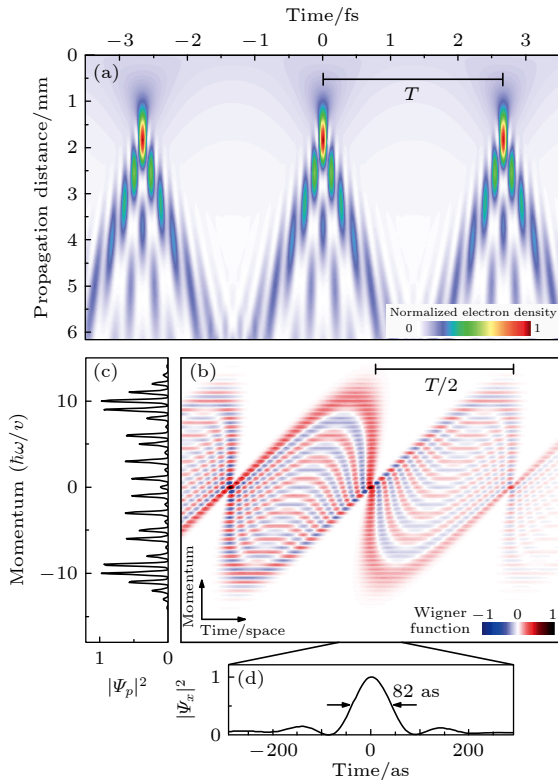 Time/fs
−3 −2 −1 0 1 2 3
(a)
T
Propagation distance/mm
0
1
2
3
4
5
6
Normalized electron density
0 1
(c)
(b)
T/2
Momentum (ℏω/v)
10
0
−10
Momentum
Time/space
Wigner function
−1 0 1
1 0
|Ψp|²
(d)
|Ψx|²
1
0
82 as
−200 0 200
Time/as